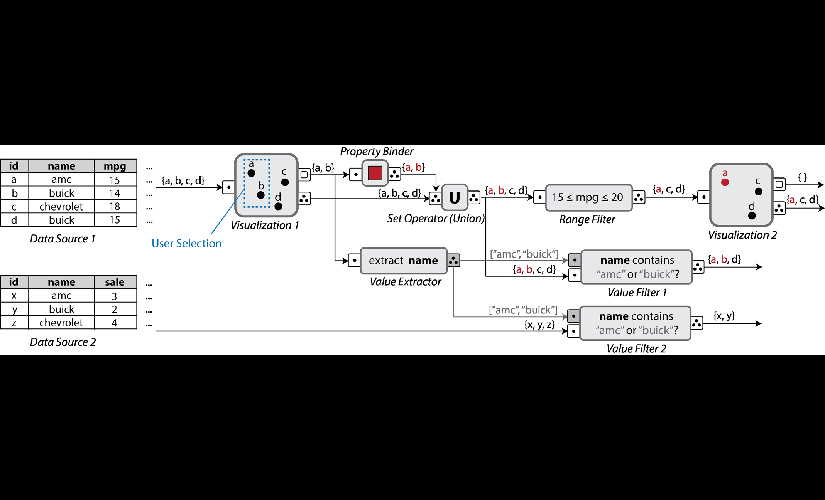 id name mpg
a amc 15 ...
b buick 14 ...
c chevrolet 18 ...
d buick 15 ...
Data Source 1
{a, b, c, d}
a
b
c
d
Visualization 1
User Selection
{a, b}
Property Binder
{a, b}
{a, b, c, d}
U
Set Operator (Union)
{a, b, c, d}
15 ≤ mpg ≤ 20
Range Filter
{a, c, d}
a
c
d
Visualization 2
{ }
{a, c, d}
extract name
Value Extractor
["amc", "buick"]
{a, b, c, d}
name contains
"amc" or "buick"?
Value Filter 1
{a, b, d}
id name sale
x amc 3
y buick 2
z chevrolet 4
...
...
...
...
Data Source 2
["amc", "buick"]
{x, y, z}
name contains
"amc" or "buick"?
Value Filter 2
{x, y}